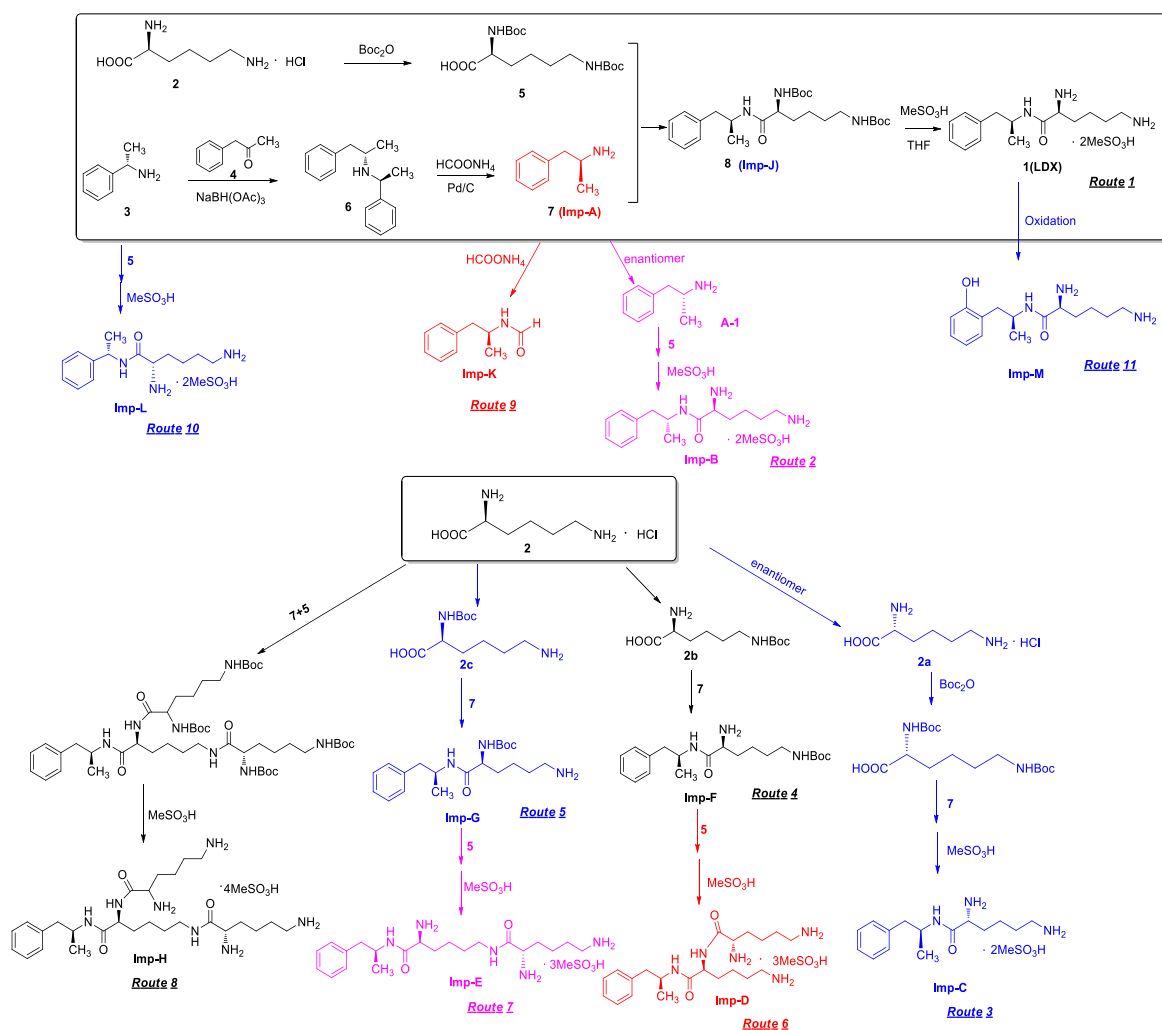 NH2
HOOC
NH2 · HCl
2
Boc2O
NHBoc
HOOC
NHBoc
5
CH3
NH2
3
CH3
O
4
NaBH(OAc)3
CH3
HN
CH3
6
HCOONH4
Pd/C
NH2
CH3
7 (Imp-A)
H
N
CH3
O
NHBoc
NHBoc
8 (Imp-J)
MeSO3H
THF
H
N
CH3
O
NH2
NH2
· 2MeSO3H
1(LDX)
Route 1
5
MeSO3H
CH3
N
H
O
NH2
NH2
· 2MeSO3H
Imp-L
Route 10
HCOONH4
H
N
H
CH3
O
Imp-K
Route 9
enantiomer
NH2
CH3
A-1
5
MeSO3H
H
N
CH3
O
NH2
NH2
· 2MeSO3H
Imp-B
Route 2
Oxidation
OH
H
N
CH3
O
NH2
NH2
Imp-M
Route 11
NH2
HOOC
NH2 · HCl
2
7+5
NHBoc
O
HN
NHBoc
H
N
CH3
O
N
H
O
NHBoc
NHBoc
MeSO3H
NH2
O
HN
NH2
·4MeSO3H
H
N
CH3
O
N
H
O
NH2
NH2
Imp-H
Route 8
NHBoc
HOOC
NH2
2c
7
H
N
CH3
O
NHBoc
NH2
Imp-G
Route 5
5
MeSO3H
H
N
CH3
O
NH2
N
H
O
NH2
NH2
· 3MeSO3H
Imp-E
Route 7
NH2
HOOC
NHBoc
2b
7
H
N
CH3
O
NH2
NHBoc
Imp-F
Route 4
5
MeSO3H
O
NH2
HN
NH2
· 3MeSO3H
H
N
CH3
O
NH2
Imp-D
Route 6
enantiomer
NH2
HOOC
NH2 · HCl
2a
Boc2O
NHBoc
HOOC
NHBoc
7
MeSO3H
H
N
CH3
O
NH2
NH2
· 2MeSO3H
Imp-C
Route 3